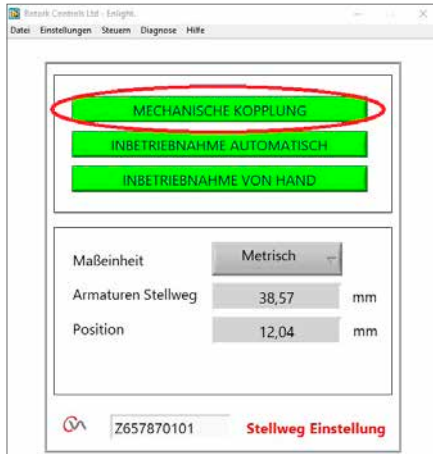 Rotork Controls Ltd - Enlight.
Datei Einstellungen Steuern Diagnose Hilfe
MECHANISCHE KOPPLUNG
INBETRIEBNAHME AUTOMATISCH
INBETRIEBNAHME VON HAND
Maßeinheit Metrisch
Armaturen Stellweg 38,57 mm
Position 12,04 mm
Z657870101 Stellweg Einstellung